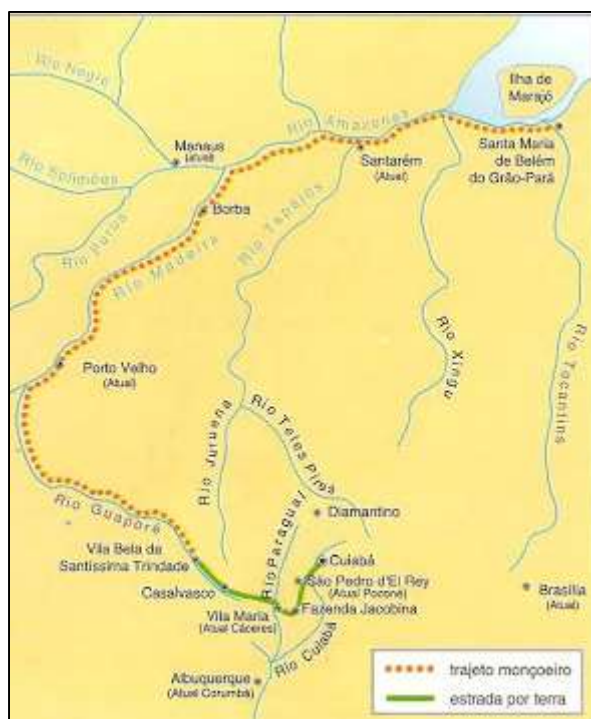 Rio Negro
Ilha de
Marajó
Rio Amazonas
Manaus
(atual)
Santarém
(Atual)
Santa Maria
de Belém
do Grão-Pará
Rio Solimões
Borba
Rio Purus
Rio Tapajós
Rio Madeira
Rio Xingu
Rio Tocantins
Porto Velho
(Atual)
Rio Juruena
Rio Teles Pires
Rio Guaporé
Rio Paraguai
Diamantino
Vila Bela da
Santíssima Trindade
Cuiabá
São Pedro d'El Rey
(Atual Poconé)
Casalvasco
Fazenda Jacobina
Vila Maria
(Atual Cáceres)
Brasília
(Atual)
Rio Cuiabá
Albuquerque
(Atual Corumbá)
trajeto monçoeiro
estrada por terra